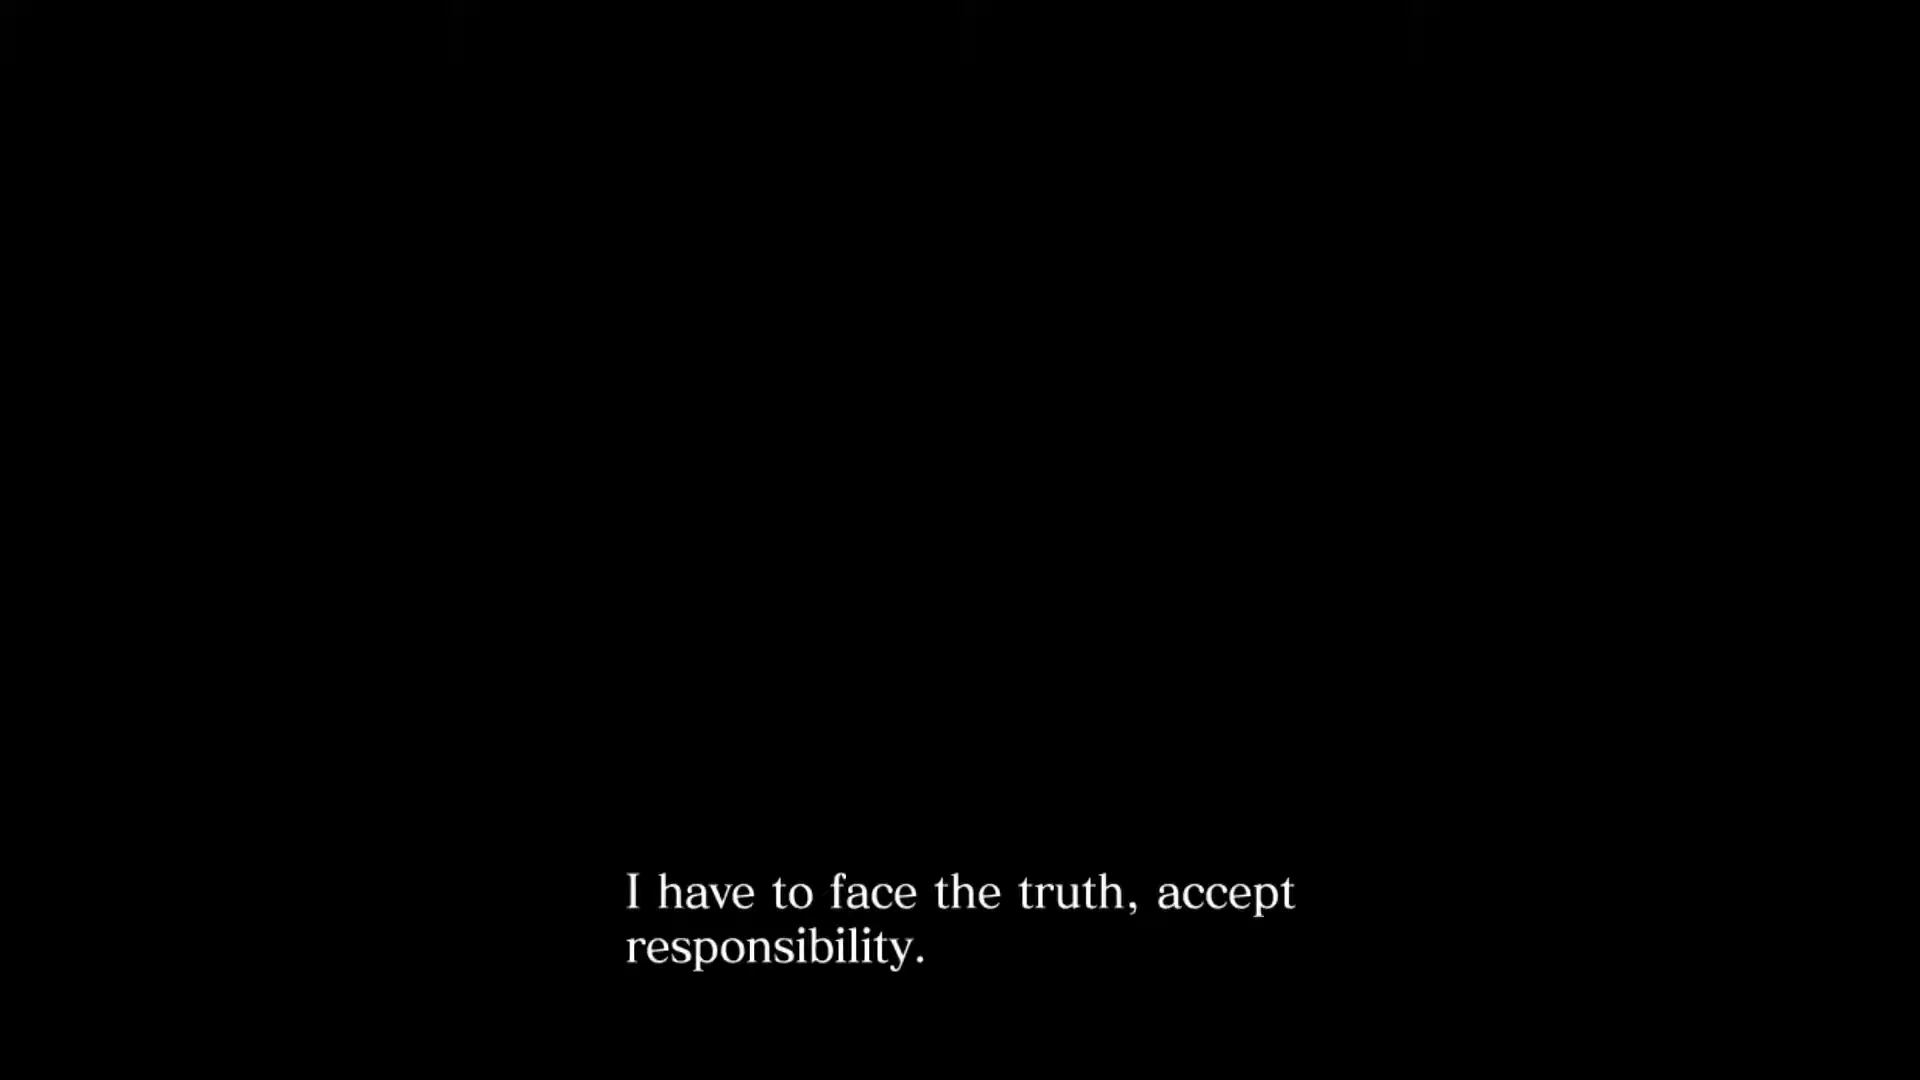 I have to face the truth, accept
responsibility.